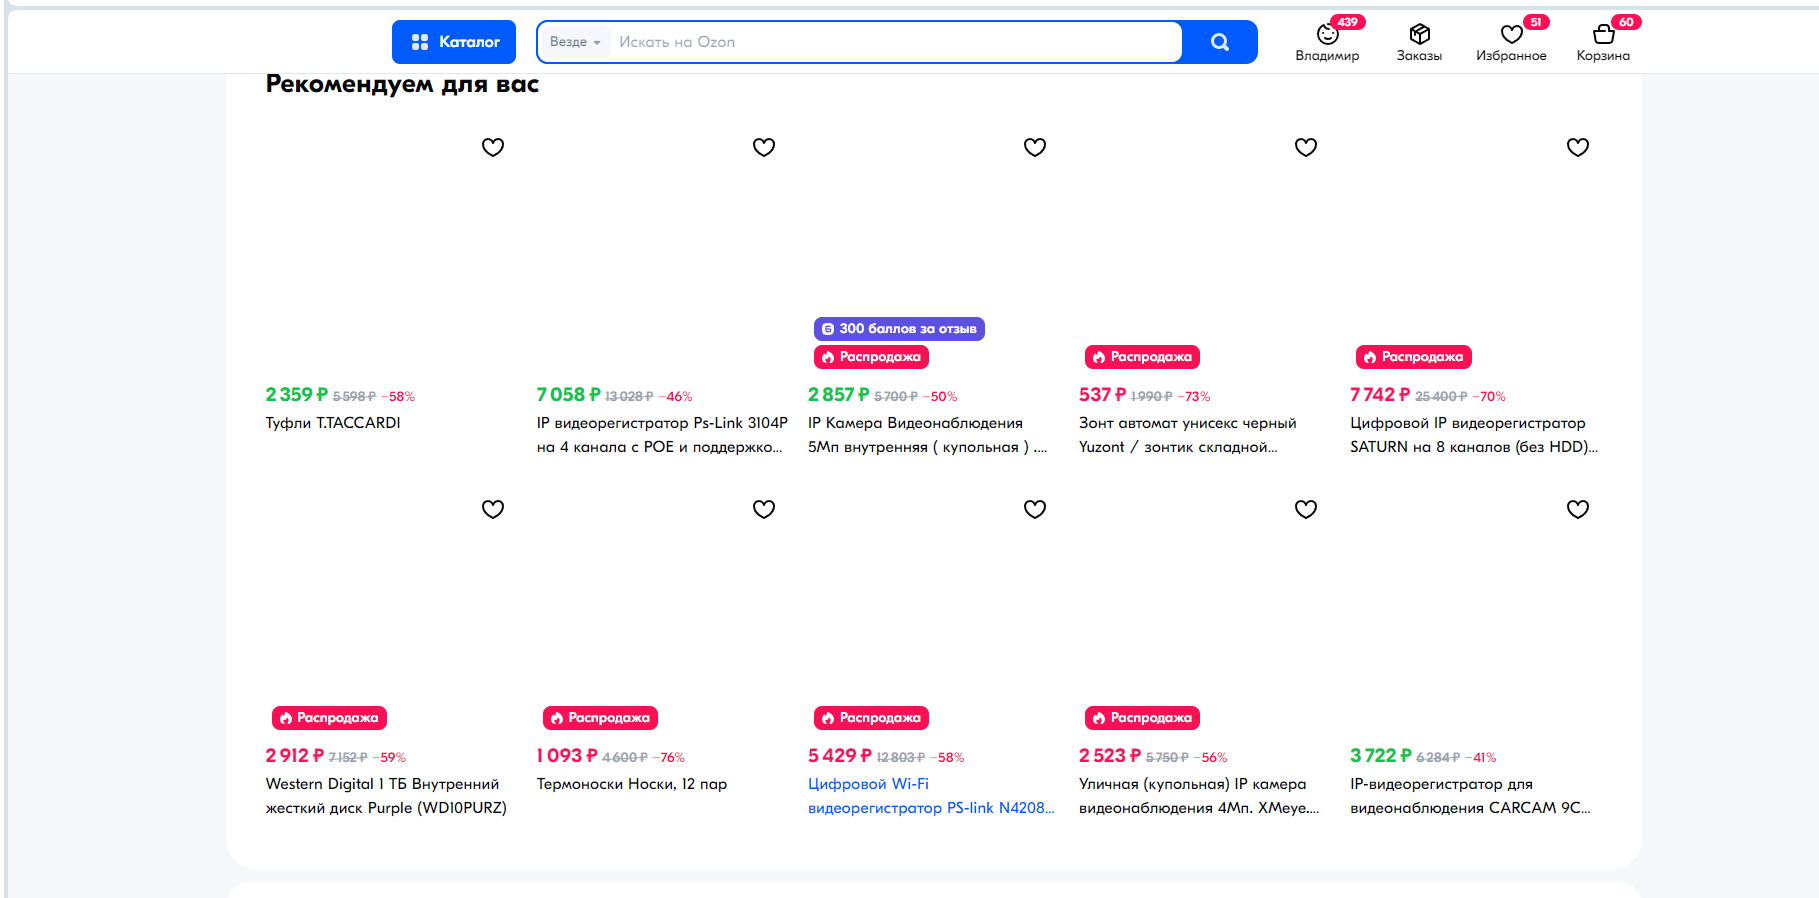 Каталог
Везде
Искать на Ozon
439
Владимир
Заказы
51
Избранное
60
Корзина
Рекомендуем для вас
300 баллов за отзыв
Распродажа
Распродажа
Распродажа
2 359 ₽ 5 598 ₽ −58%
Туфли T.TACCARDI
7 058 ₽ 13 028 ₽ −46%
IP видеорегистратор Ps-Link 3104P
на 4 канала с POE и поддержко...
2 857 ₽ 5 700 ₽ −50%
IP Камера Видеонаблюдения
5Мп внутренняя ( купольная ) ....
537 ₽ 1 990 ₽ −73%
Зонт автомат унисекс черный
Yuzont / зонтик складной...
7 742 ₽ 25 400 ₽ −70%
Цифровой IP видеорегистратор
SATURN на 8 каналов (без HDD)...
Распродажа
Распродажа
Распродажа
Распродажа
2 912 ₽ 7 152 ₽ −59%
Western Digital 1 ТБ Внутренний
жесткий диск Purple (WD10PURZ)
1 093 ₽ 4 600 ₽ −76%
Термоноски Носки, 12 пар
5 429 ₽ 12 803 ₽ −58%
Цифровой Wi-Fi
видеорегистратор PS-link N4208...
2 523 ₽ 5 750 ₽ −56%
Уличная (купольная) IP камера
видеонаблюдения 4Мп. XMeye....
3 722 ₽ 6 284 ₽ −41%
IP-видеорегистратор для
видеонаблюдения CARCAM 9C...